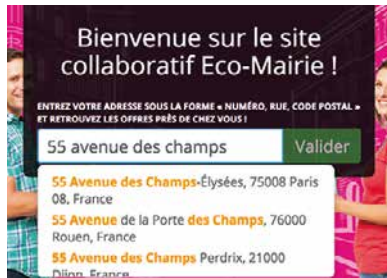 Bienvenue sur le site
collaboratif Eco-Mairie !
ENTREZ VOTRE ADRESSE SOUS LA FORME « NUMÉRO, RUE, CODE POSTAL »
ET RETROUVEZ LES OFFRES PRÈS DE CHEZ VOUS !
55 avenue des champs Valider
55 Avenue des Champs-Élysées, 75008 Paris
08, France
55 Avenue de la Porte des Champs, 76000
Rouen, France
55 Avenue des Champs Perdrix, 21000
Dijon, France